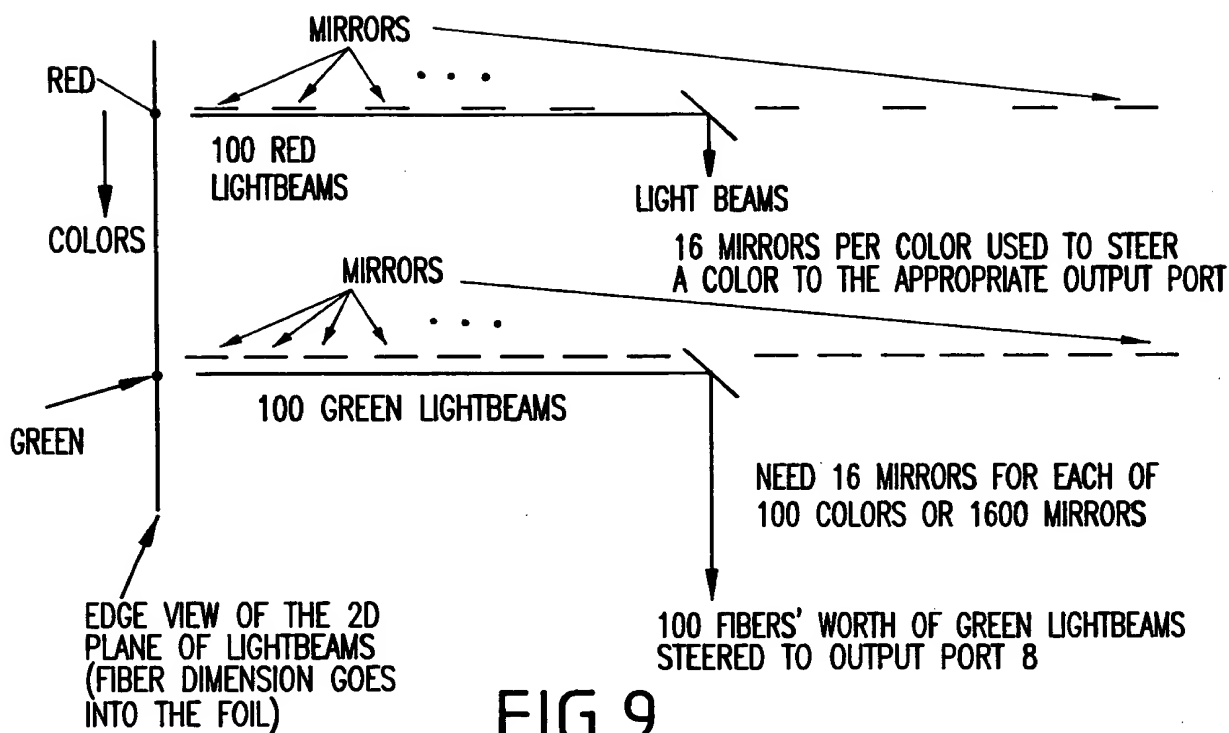 MIRRORS
RED
100 RED
LIGHTBEAMS
COLORS
LIGHT BEAMS
16 MIRRORS PER COLOR USED TO STEER
A COLOR TO THE APPROPRIATE OUTPUT PORT
MIRRORS
100 GREEN LIGHTBEAMS
GREEN
NEED 16 MIRRORS FOR EACH OF
100 COLORS OR 1600 MIRRORS
EDGE VIEW OF THE 2D
PLANE OF LIGHTBEAMS
(FIBER DIMENSION GOES
INTO THE FOIL)
100 FIBERS' WORTH OF GREEN LIGHTBEAMS
STEERED TO OUTPUT PORT 8
FIG.9